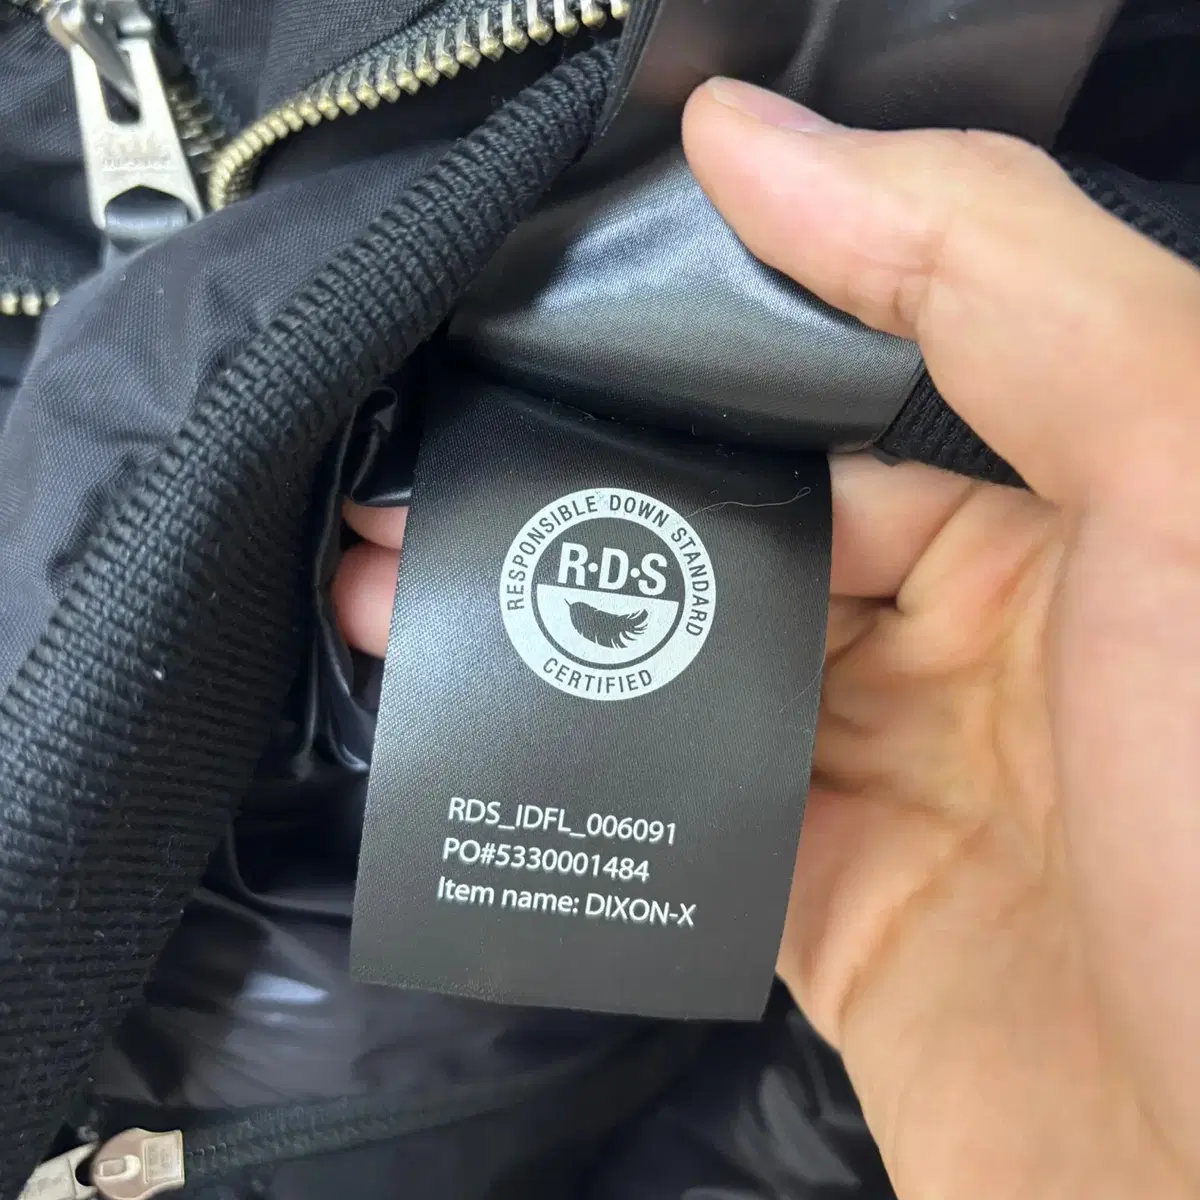 RESPONSIBLE DOWN STANDARD
R·D·S
CERTIFIED
RDS_IDFL_006091
PO#5330001484
Item name: DIXON-X